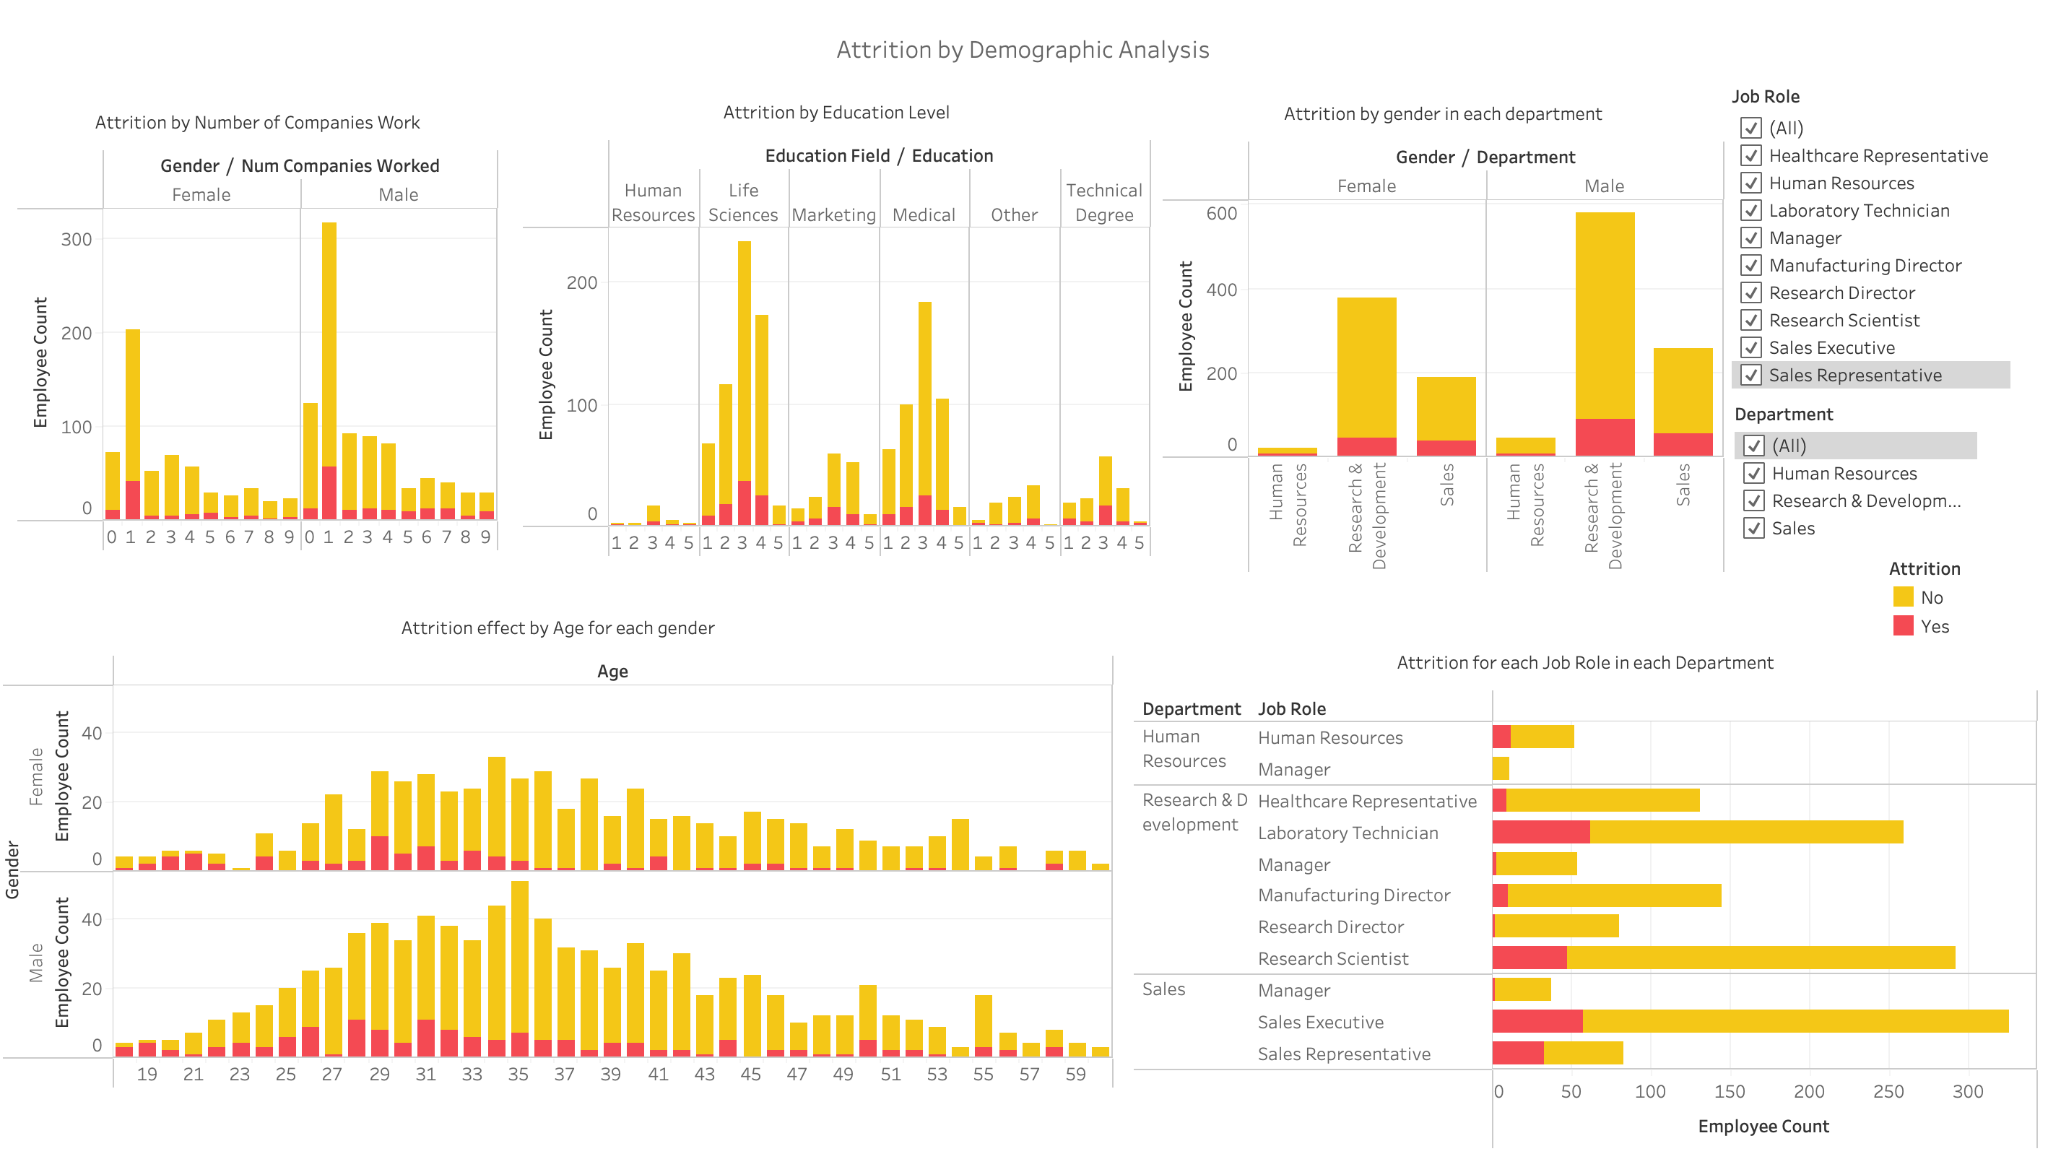 Attrition by Demographic Analysis
Attrition by Number of Companies Work
Gender / Num Companies Worked
Female Male
Employee Count
300
200
100
0
0 1 2 3 4 5 6 7 8 9 0 1 2 3 4 5 6 7 8 9
Attrition by Education Level
Education Field / Education
Human Resources Life Sciences Marketing Medical Other Technical Degree
Employee Count
200
100
0
1 2 3 4 5 1 2 3 4 5 1 2 3 4 5 1 2 3 4 5 1 2 3 4 5 1 2 3 4 5
Attrition by gender in each department
Gender / Department
Female Male
Employee Count
600
400
200
0
Human Resources
Research & Development
Sales
Human Resources
Research & Development
Sales
Job Role
(All)
Healthcare Representative
Human Resources
Laboratory Technician
Manager
Manufacturing Director
Research Director
Research Scientist
Sales Executive
Sales Representative
Department
(All)
Human Resources
Research & Developm...
Sales
Attrition
No
Yes
Attrition effect by Age for each gender
Age
Gender
Female
Employee Count
40
20
0
Male
Employee Count
40
20
0
19 21 23 25 27 29 31 33 35 37 39 41 43 45 47 49 51 53 55 57 59
Attrition for each Job Role in each Department
Department Job Role
Human Resources
Human Resources
Manager
Research & D
evelopment
Healthcare Representative
Laboratory Technician
Manager
Manufacturing Director
Research Director
Research Scientist
Sales
Manager
Sales Executive
Sales Representative
0 50 100 150 200 250 300
Employee Count